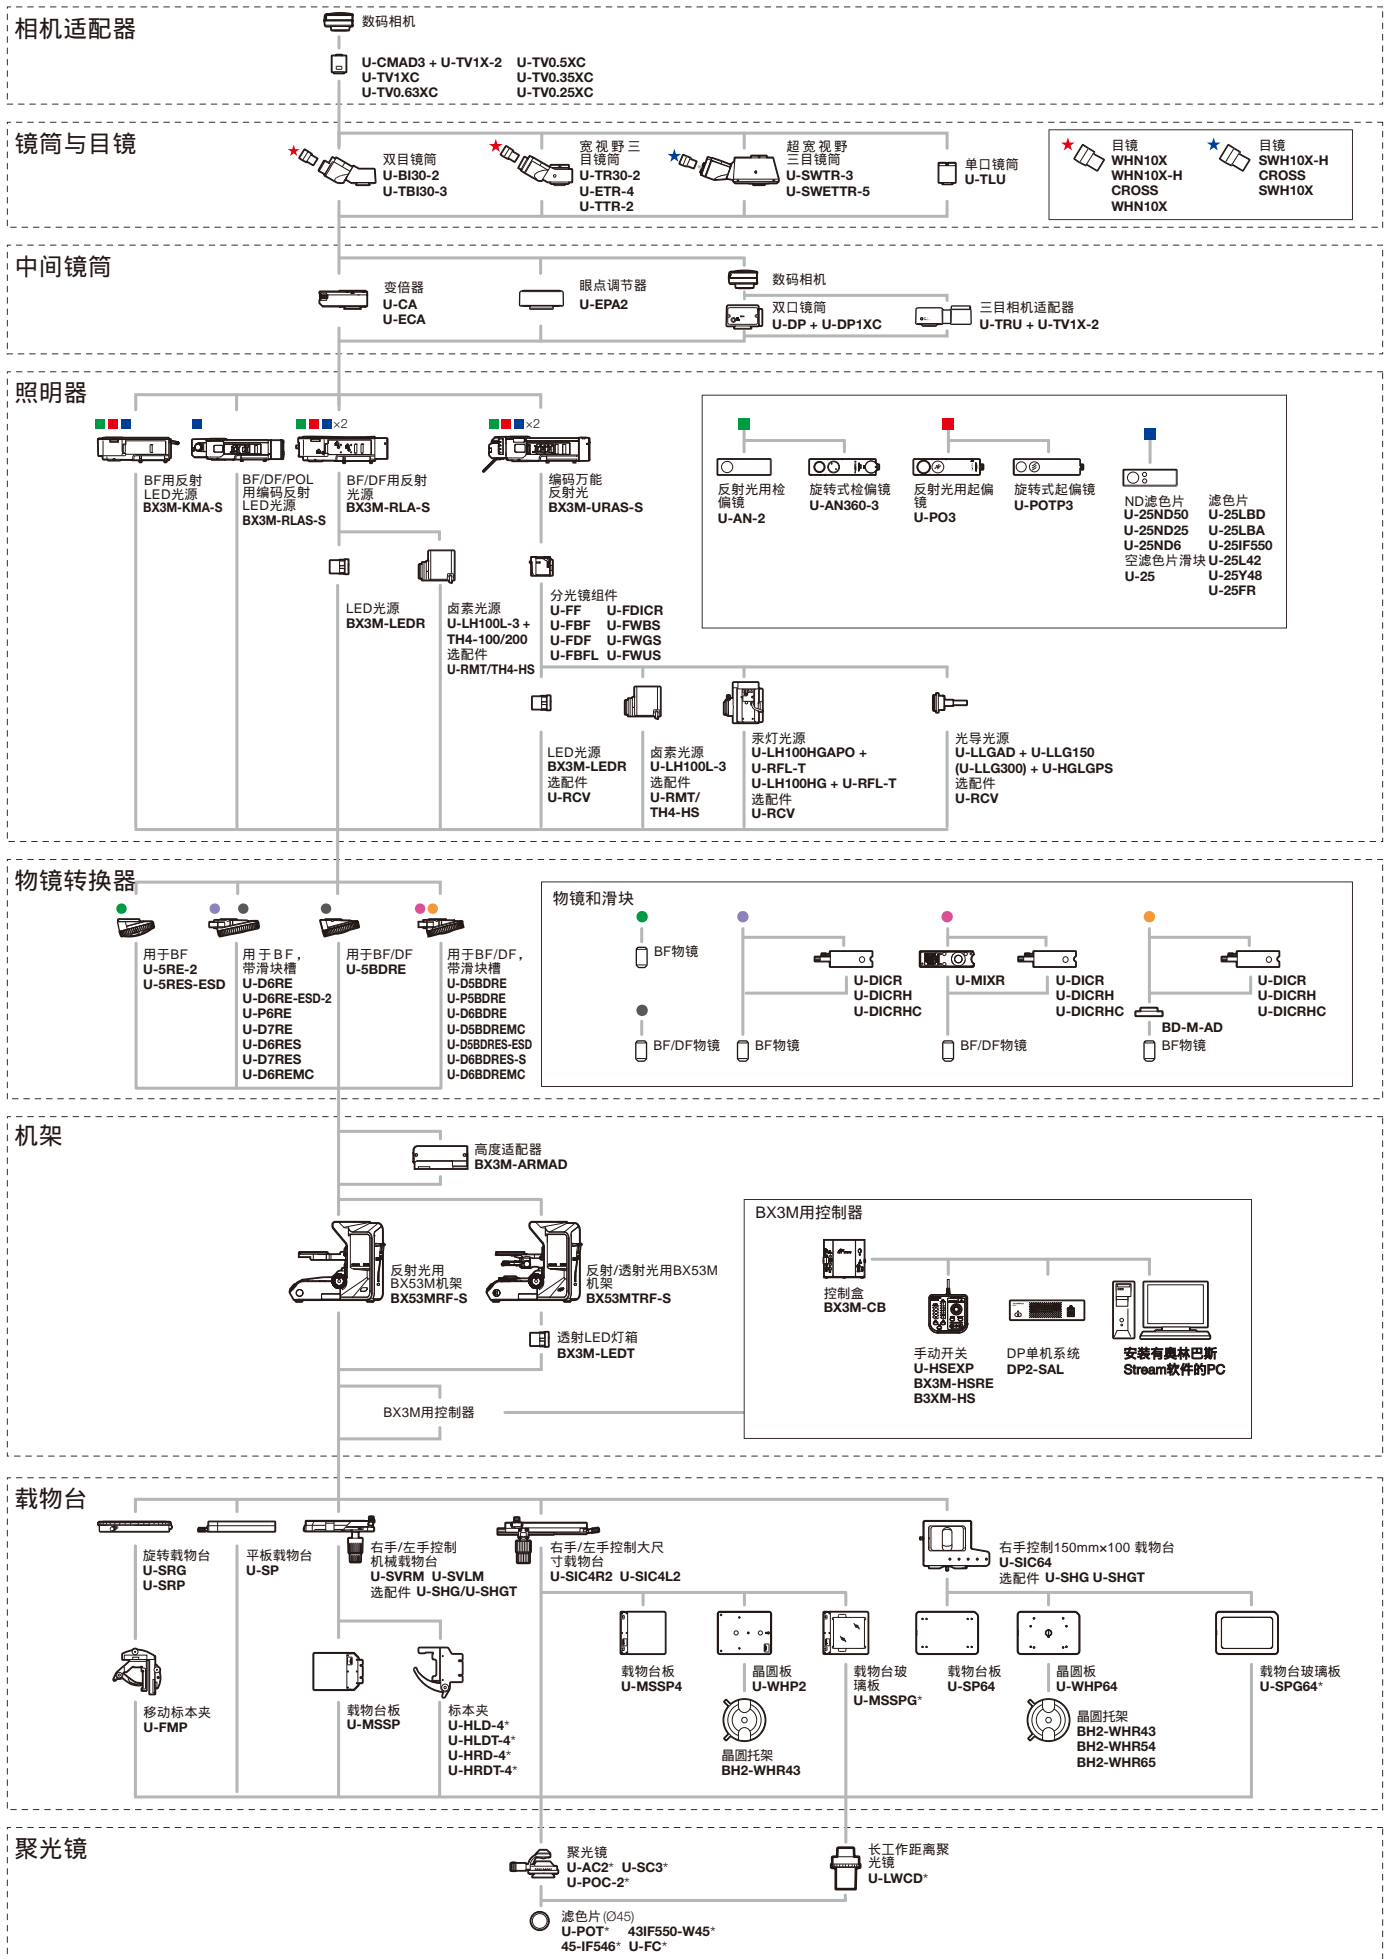 相机适配器
数码相机
U-CMAD3 + U-TV1X-2 U-TV0.5XC
U-TV1XC U-TV0.35XC
U-TV0.63XC U-TV0.25XC
镜筒与目镜
双目镜筒
U-BI30-2
U-TBI30-3
宽视野三
目镜筒
U-TR30-2
U-ETR-4
U-TTR-2
超宽视野
三目镜筒
U-SWTR-3
U-SWETTR-5
单口镜筒
U-TLU
目镜
WHN10X
WHN10X-H
CROSS
WHN10X
目镜
SWH10X-H
CROSS
SWH10X
中间镜筒
变倍器
U-CA
U-ECA
眼点调节器
U-EPA2
数码相机
双口镜筒
U-DP + U-DP1XC
三目相机适配器
U-TRU + U-TV1X-2
照明器
×2
×2
BF用反射
LED光源
BX3M-KMA-S
BF/DF/POL
用编码反射
LED光源
BX3M-RLAS-S
BF/DF用反射
光源
BX3M-RLA-S
编码万能
反射光
BX3M-URAS-S
反射光用检
偏镜
U-AN-2
旋转式检偏镜
U-AN360-3
反射光用起偏
镜
U-PO3
旋转式起偏镜
U-POTP3
ND滤色片
U-25ND50
U-25ND25
U-25ND6
空滤色片滑块
U-25
滤色片
U-25LBD
U-25LBA
U-25IF550
U-25L42
U-25Y48
U-25FR
LED光源
BX3M-LEDR
卤素光源
U-LH100L-3 +
TH4-100/200
选配件
U-RMT/TH4-HS
分光镜组件
U-FF U-FDICR
U-FBF U-FWBS
U-FDF U-FWGS
U-FBFL U-FWUS
LED光源
BX3M-LEDR
选配件
U-RCV
卤素光源
U-LH100L-3
选配件
U-RMT/
TH4-HS
汞灯光源
U-LH100HGAPO +
U-RFL-T
U-LH100HG + U-RFL-T
选配件
U-RCV
光导光源
U-LLGAD + U-LLG150
(U-LLG300) + U-HGLGPS
选配件
U-RCV
物镜转换器
用于BF
U-5RE-2
U-5RES-ESD
用于BF，
带滑块槽
U-D6RE
U-D6RE-ESD-2
U-P6RE
U-D7RE
U-D6RES
U-D7RES
U-D6REMC
用于BF/DF
U-5BDRE
用于BF/DF，
带滑块槽
U-D5BDRE
U-P5BDRE
U-D6BDRE
U-D5BDREMC
U-D5BDRES-ESD
U-D6BDRES-S
U-D6BDREMC
物镜和滑块
BF物镜
BF/DF物镜
U-DICR
U-DICRH
U-DICRHC
BF物镜
U-MIXR
U-DICR
U-DICRH
U-DICRHC
BF/DF物镜
U-DICR
U-DICRH
U-DICRHC
BD-M-AD
BF物镜
机架
高度适配器
BX3M-ARMAD
反射光用
BX53M机架
BX53MRF-S
反射/透射光用BX53M
机架
BX53MTRF-S
透射LED灯箱
BX3M-LEDT
BX3M用控制器
BX3M用控制器
控制盒
BX3M-CB
手动开关
U-HSEXP
BX3M-HSRE
B3XM-HS
DP单机系统
DP2-SAL
安装有奥林巴斯
Stream软件的PC
载物台
旋转载物台
U-SRG
U-SRP
平板载物台
U-SP
右手/左手控制
机械载物台
U-SVRM U-SVLM
选配件 U-SHG/U-SHGT
右手/左手控制大尺
寸载物台
U-SIC4R2 U-SIC4L2
右手控制150mm×100 载物台
U-SIC64
选配件 U-SHG U-SHGT
移动标本夹
U-FMP
载物台板
U-MSSP
标本夹
U-HLD-4*
U-HLDT-4*
U-HRD-4*
U-HRDT-4*
载物台板
U-MSSP4
晶圆板
U-WHP2
晶圆托架
BH2-WHR43
载物台玻
璃板
U-MSSPG*
载物台板
U-SP64
晶圆板
U-WHP64
晶圆托架
BH2-WHR43
BH2-WHR54
BH2-WHR65
载物台玻璃板
U-SPG64*
聚光镜
聚光镜
U-AC2* U-SC3*
U-POC-2*
长工作距离聚
光镜
U-LWCD*
滤色片(Ø45)
U-POT* 43IF550-W45*
45-IF546* U-FC*